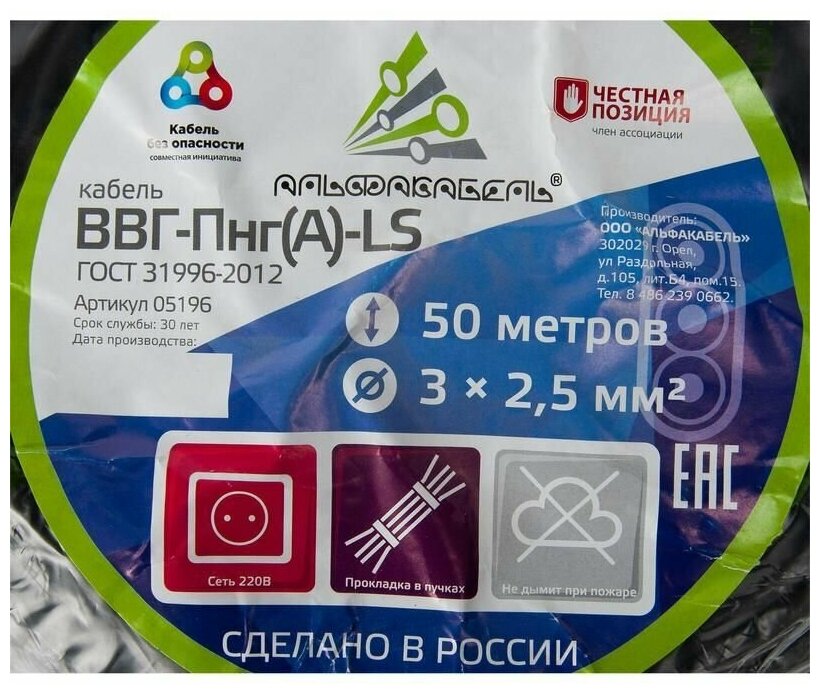 Кабель
без опасности
совместная инициатива
АЛЬФАКАБЕЛЬ®
ЧЕСТНАЯ
ПОЗИЦИЯ
член ассоциации
кабель
ВВГ-Пнг(А)-LS
ГОСТ 31996-2012
Артикул 05196
Срок службы: 30 лет
Дата производства:
Производитель:
ООО «АЛЬФАКАБЕЛЬ»
302029 г. Орел,
ул Раздольная,
д.105, лит.Б4, пом.15.
Тел. 8 486 239 0662.
50 метров
3 × 2,5 мм²
EAC
Сеть 220В
Прокладка в пучках
Не дымит при пожаре
СДЕЛАНО В РОССИИ